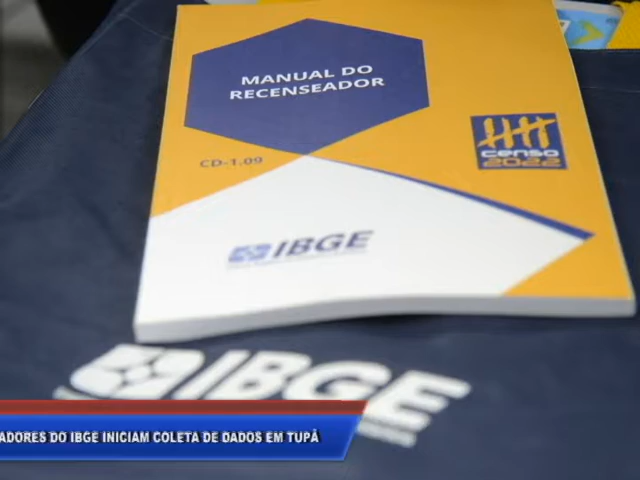 MANUAL DO
RECENSEADOR
CD-1.09
censo
2022
IBGE
IBGE
ADORES DO IBGE INICIAM COLETA DE DADOS EM TUPÃ